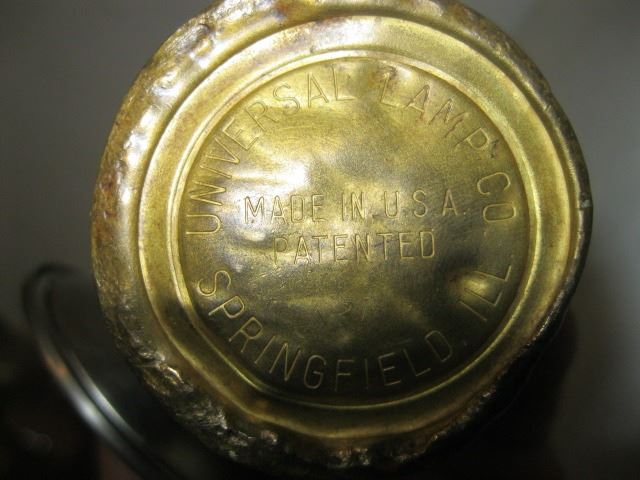 UNIVERSAL LAMP CO.
MADE IN U.S.A.
PATENTED
SPRINGFIELD. ILL.